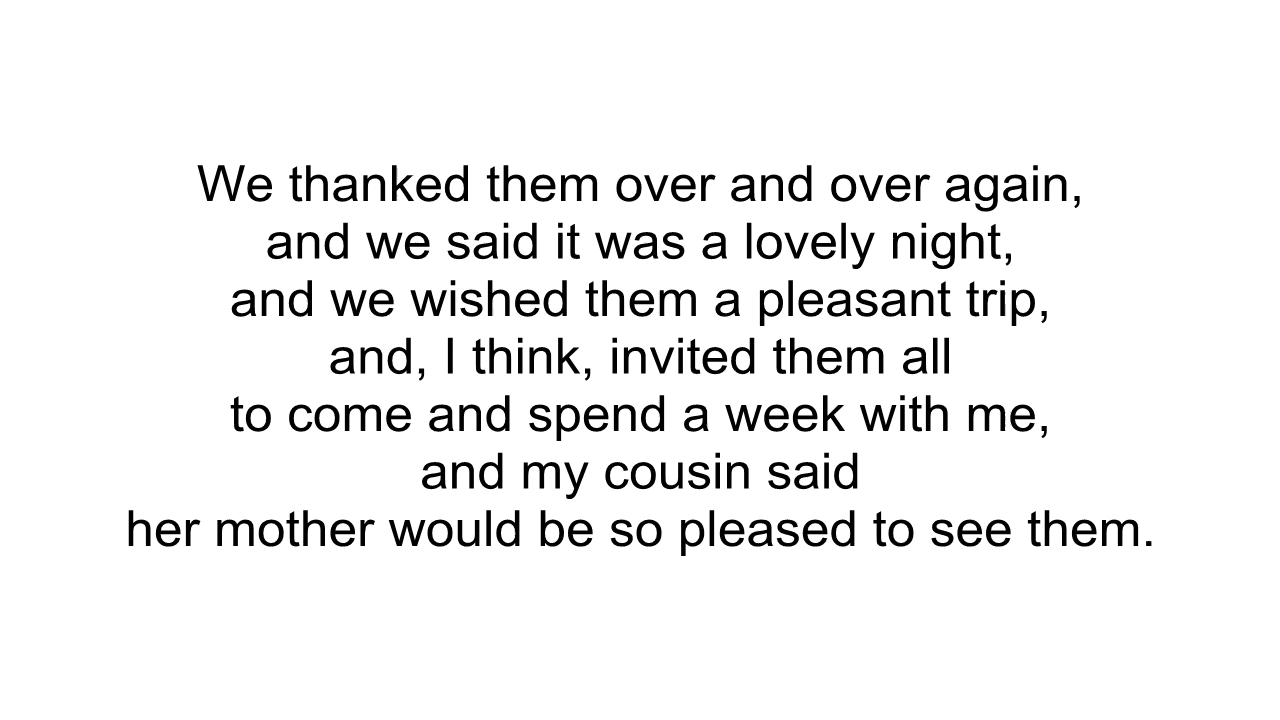 We thanked them over and over again,
and we said it was a lovely night,
and we wished them a pleasant trip,
and, I think, invited them all
to come and spend a week with me,
and my cousin said
her mother would be so pleased to see them.